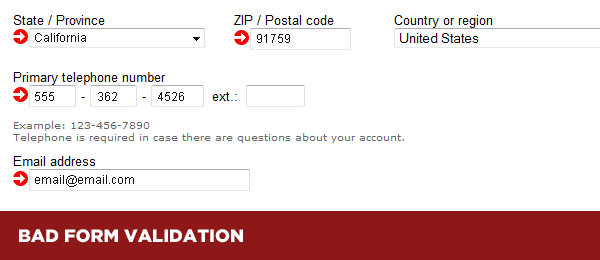 State / Province ZIP / Postal code Country or region
California 91759 United States
Primary telephone number
555 - 362 - 4526 ext.:
Example: 123-456-7890
Telephone is required in case there are questions about your account.
Email address
email@email.com
BAD FORM VALIDATION